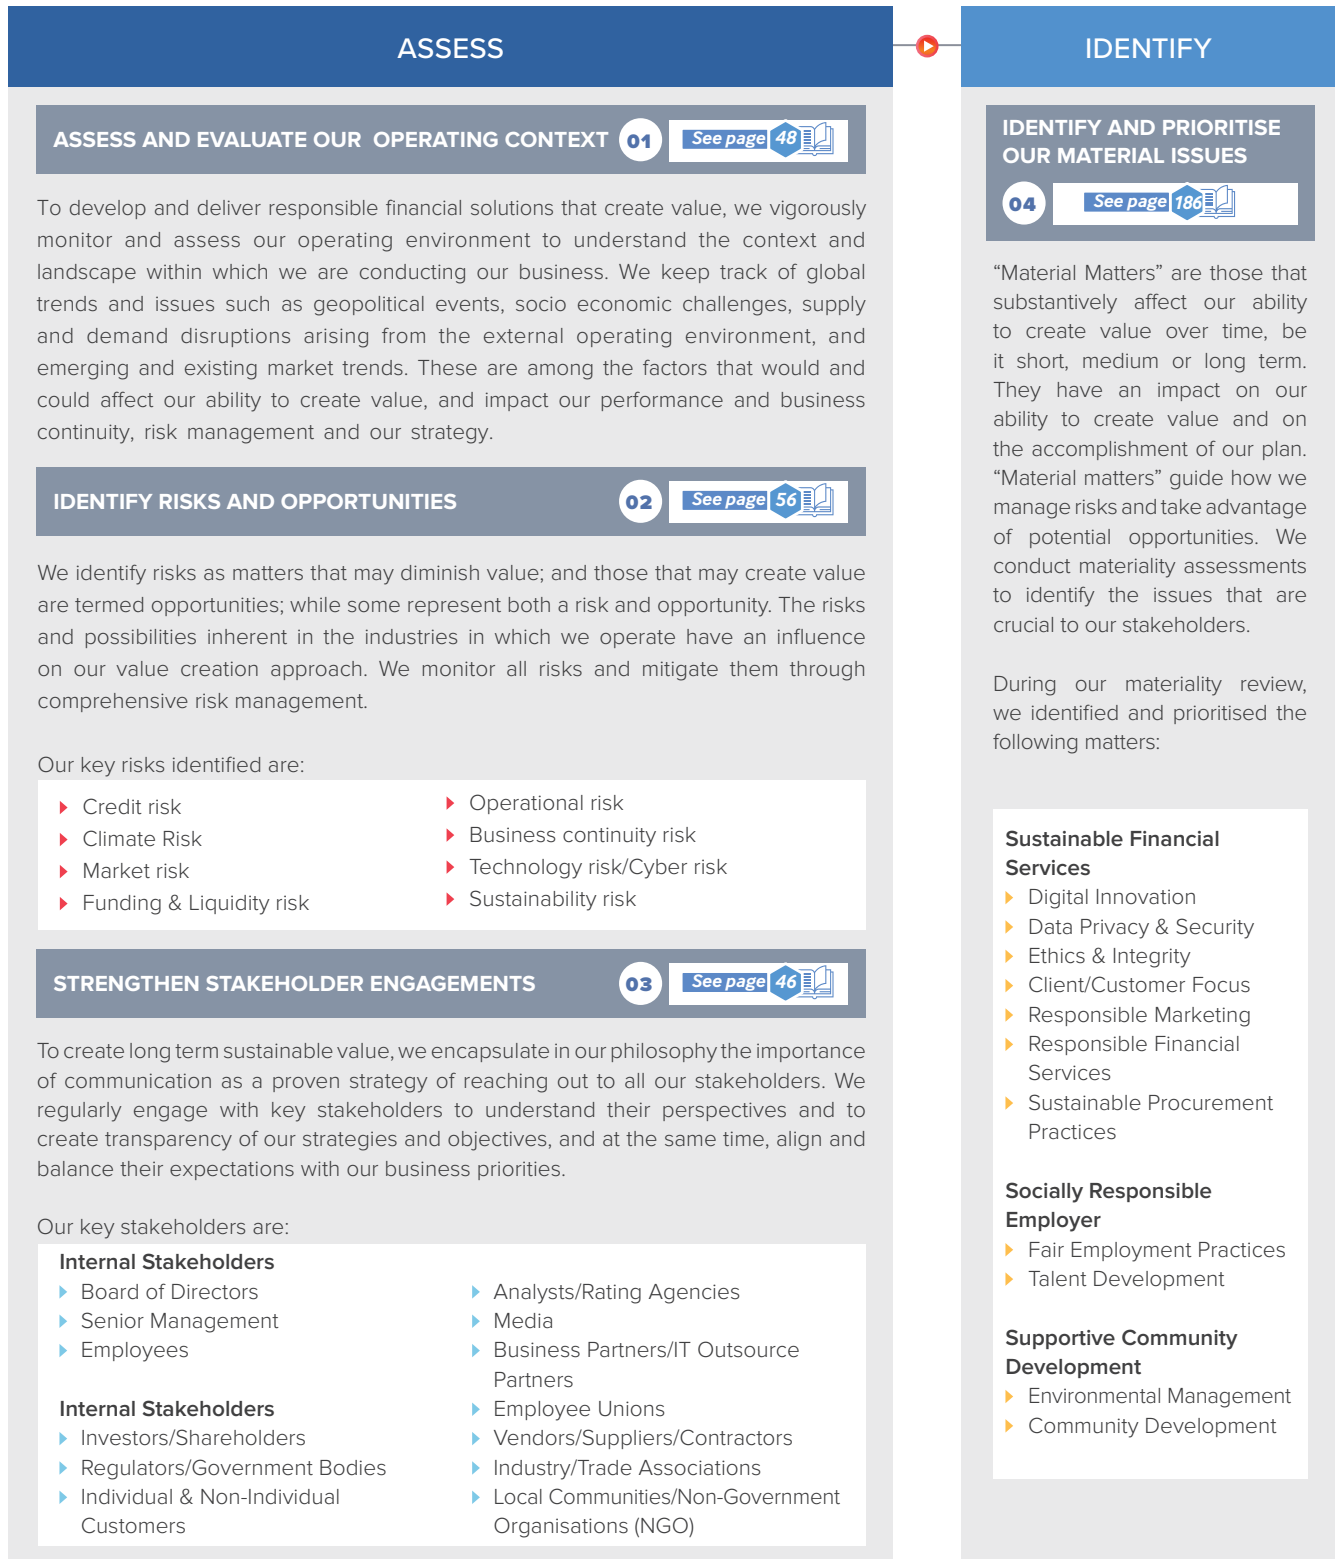 ASSESS
ASSESS AND EVALUATE OUR OPERATING CONTEXT 01 See page 48
To develop and deliver responsible financial solutions that create value, we vigorously
monitor and assess our operating environment to understand the context and
landscape within which we are conducting our business. We keep track of global
trends and issues such as geopolitical events, socio economic challenges, supply
and demand disruptions arising from the external operating environment, and
emerging and existing market trends. These are among the factors that would and
could affect our ability to create value, and impact our performance and business
continuity, risk management and our strategy.
IDENTIFY RISKS AND OPPORTUNITIES 02 See page 56
We identify risks as matters that may diminish value; and those that may create value
are termed opportunities; while some represent both a risk and opportunity. The risks
and possibilities inherent in the industries in which we operate have an influence
on our value creation approach. We monitor all risks and mitigate them through
comprehensive risk management.
Our key risks identified are:
Credit risk
Climate Risk
Market risk
Funding & Liquidity risk
Operational risk
Business continuity risk
Technology risk/Cyber risk
Sustainability risk
STRENGTHEN STAKEHOLDER ENGAGEMENTS 03 See page 46
To create long term sustainable value, we encapsulate in our philosophy the importance
of communication as a proven strategy of reaching out to all our stakeholders. We
regularly engage with key stakeholders to understand their perspectives and to
create transparency of our strategies and objectives, and at the same time, align and
balance their expectations with our business priorities.
Our key stakeholders are:
Internal Stakeholders
Board of Directors
Senior Management
Employees
Internal Stakeholders
Investors/Shareholders
Regulators/Government Bodies
Individual & Non-Individual
Customers
Analysts/Rating Agencies
Media
Business Partners/IT Outsource
Partners
Employee Unions
Vendors/Suppliers/Contractors
Industry/Trade Associations
Local Communities/Non-Government
Organisations (NGO)
IDENTIFY
IDENTIFY AND PRIORITISE
OUR MATERIAL ISSUES
04 See page 186
“Material Matters” are those that
substantively affect our ability
to create value over time, be
it short, medium or long term.
They have an impact on our
ability to create value and on
the accomplishment of our plan.
“Material matters” guide how we
manage risks and take advantage
of potential opportunities. We
conduct materiality assessments
to identify the issues that are
crucial to our stakeholders.
During our materiality review,
we identified and prioritised the
following matters:
Sustainable Financial
Services
Digital Innovation
Data Privacy & Security
Ethics & Integrity
Client/Customer Focus
Responsible Marketing
Responsible Financial
Services
Sustainable Procurement
Practices
Socially Responsible
Employer
Fair Employment Practices
Talent Development
Supportive Community
Development
Environmental Management
Community Development